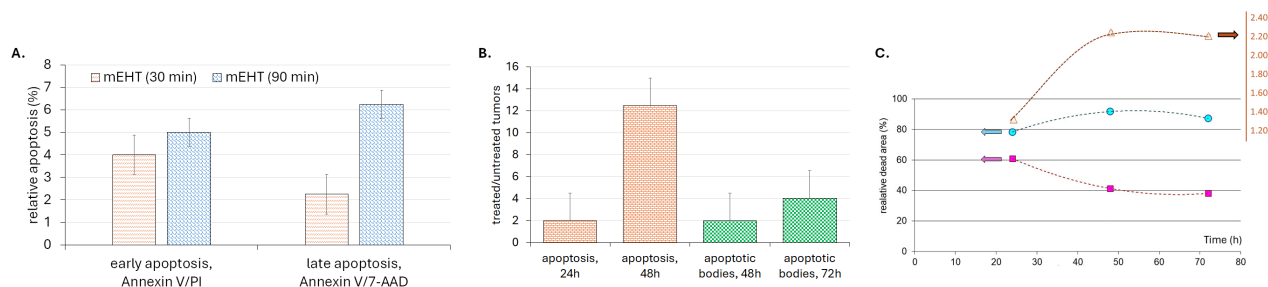 A.
relative apoptosis (%)
8
7
6
5
4
3
2
1
0
mEHT (30 min)
mEHT (90 min)
early apoptosis,
Annexin V/PI
late apoptosis,
Annexin V/7-AAD
B.
treated/untreated tumors
16
14
12
10
8
6
4
2
0
apoptosis,
24h
apoptosis,
48h
apoptotic
bodies, 48h
apoptotic
bodies, 72h
C.
realative dead area (%)
100
80
60
40
20
0
0 10 20 30 40 50 60 70 80
Time (h)
2.40
2.20
2.00
1.80
1.60
1.40
1.20